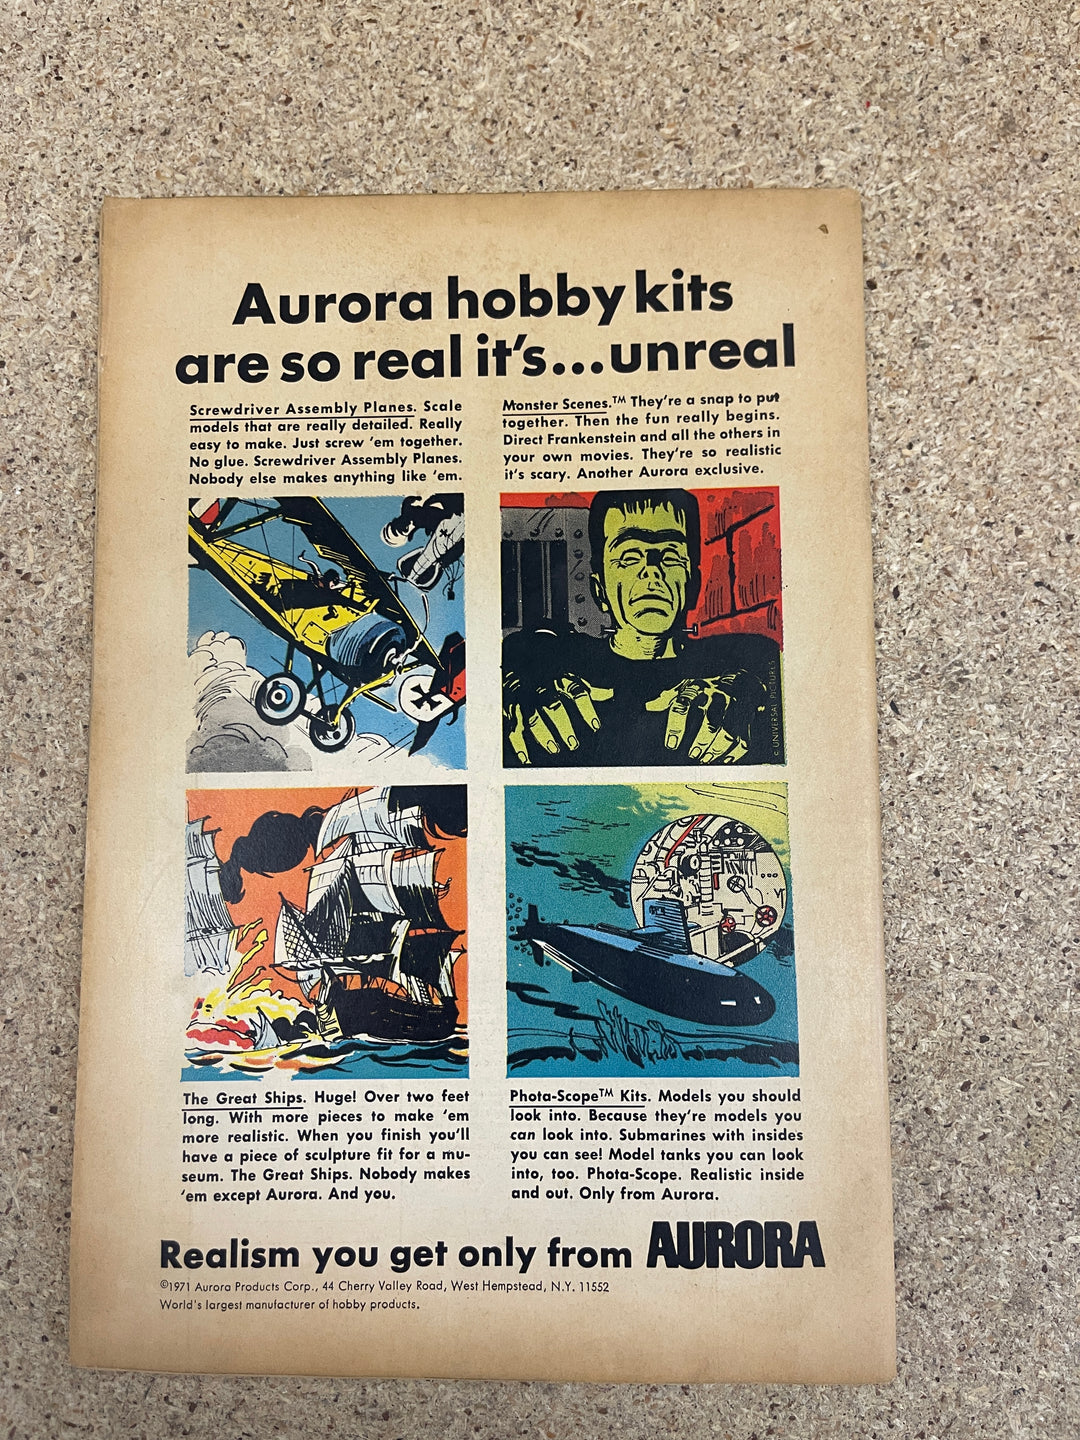 Aurora hobby kits
are so real it's...unreal
Screwdriver Assembly Planes. Scale
models that are really detailed. Really
easy to make. Just screw 'em together.
No glue. Screwdriver Assembly Planes.
Nobody else makes anything like 'em.
Monster Scenes.™ They're a snap to put
together. Then the fun really begins.
Direct Frankenstein and all the others in
your own movies. They're so realistic
it's scary. Another Aurora exclusive.
© UNIVERSAL PICTURES
The Great Ships. Huge! Over two feet
long. With more pieces to make 'em
more realistic. When you finish you'll
have a piece of sculpture fit for a mu-
seum. The Great Ships. Nobody makes
'em except Aurora. And you.
Phota-Scope™ Kits. Models you should
look into. Because they're models you
can look into. Submarines with insides
you can see! Model tanks you can look
into, too. Phota-Scope. Realistic inside
and out. Only from Aurora.
Realism you get only from AURORA
©1971 Aurora Products Corp., 44 Cherry Valley Road, West Hempstead, N.Y. 11552
World's largest manufacturer of hobby products.